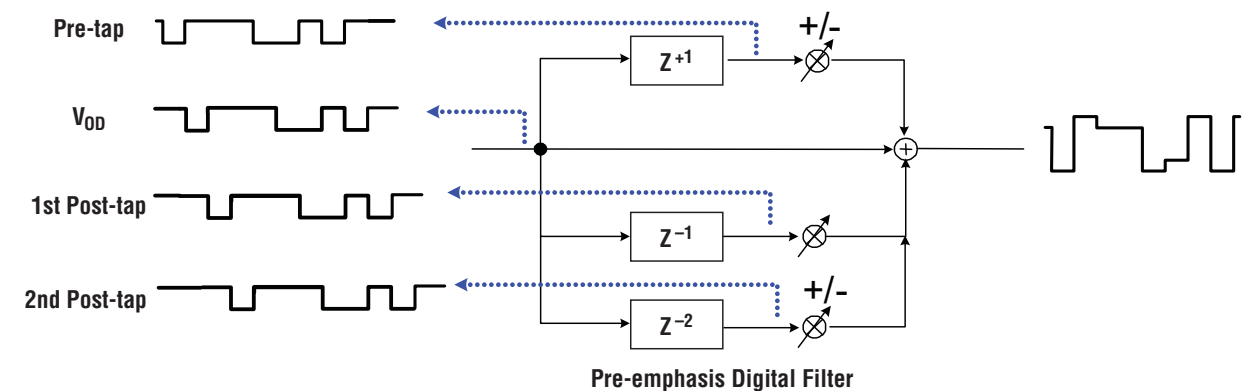 Pre-tap
+/-
Z+1
VOD
+
1st Post-tap
Z–1
2nd Post-tap
+/-
Z–2
Pre-emphasis Digital Filter